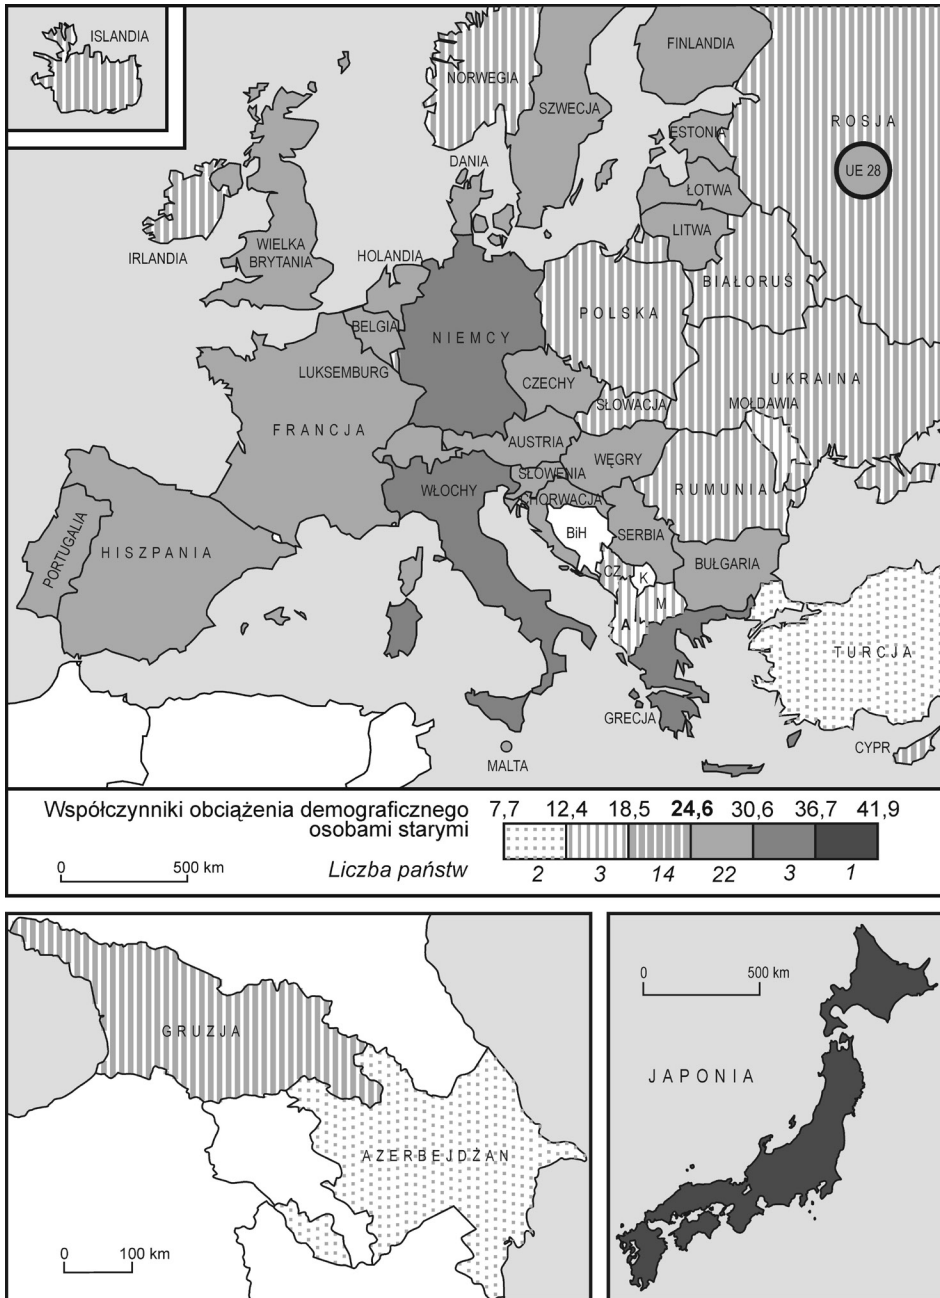 ISLANDIA
FINLANDIA
NORWEGIA
SZWECJA
ROSJA
ESTONIA
UE 28
DANIA
ŁOTWA
LITWA
IRLANDIA
WIELKA
BRYTANIA
HOLANDIA
BIAŁORUŚ
POLSKA
BELGIA
NIEMCY
LUKSEMBURG
CZECHY
UKRAINA
SŁOWACJA
MOŁDAWIA
FRANCJA
AUSTRIA
WĘGRY
SŁOWENIA
WŁOCHY
RUMUNIA
CHORWACJA
BiH
SERBIA
PORTUGALIA
HISZPANIA
BUŁGARIA
CZ
K
M
A
TURCJA
GRECJA
MALTA
CYPR
Współczynniki obciążenia demograficznego
osobami starymi
7,7 12,4 18,5 24,6 30,6 36,7 41,9
0 500 km
Liczba państw
2 3 14 22 3 1
GRUZJA
AZERBEJDŻAN
0 100 km
0 500 km
JAPONIA